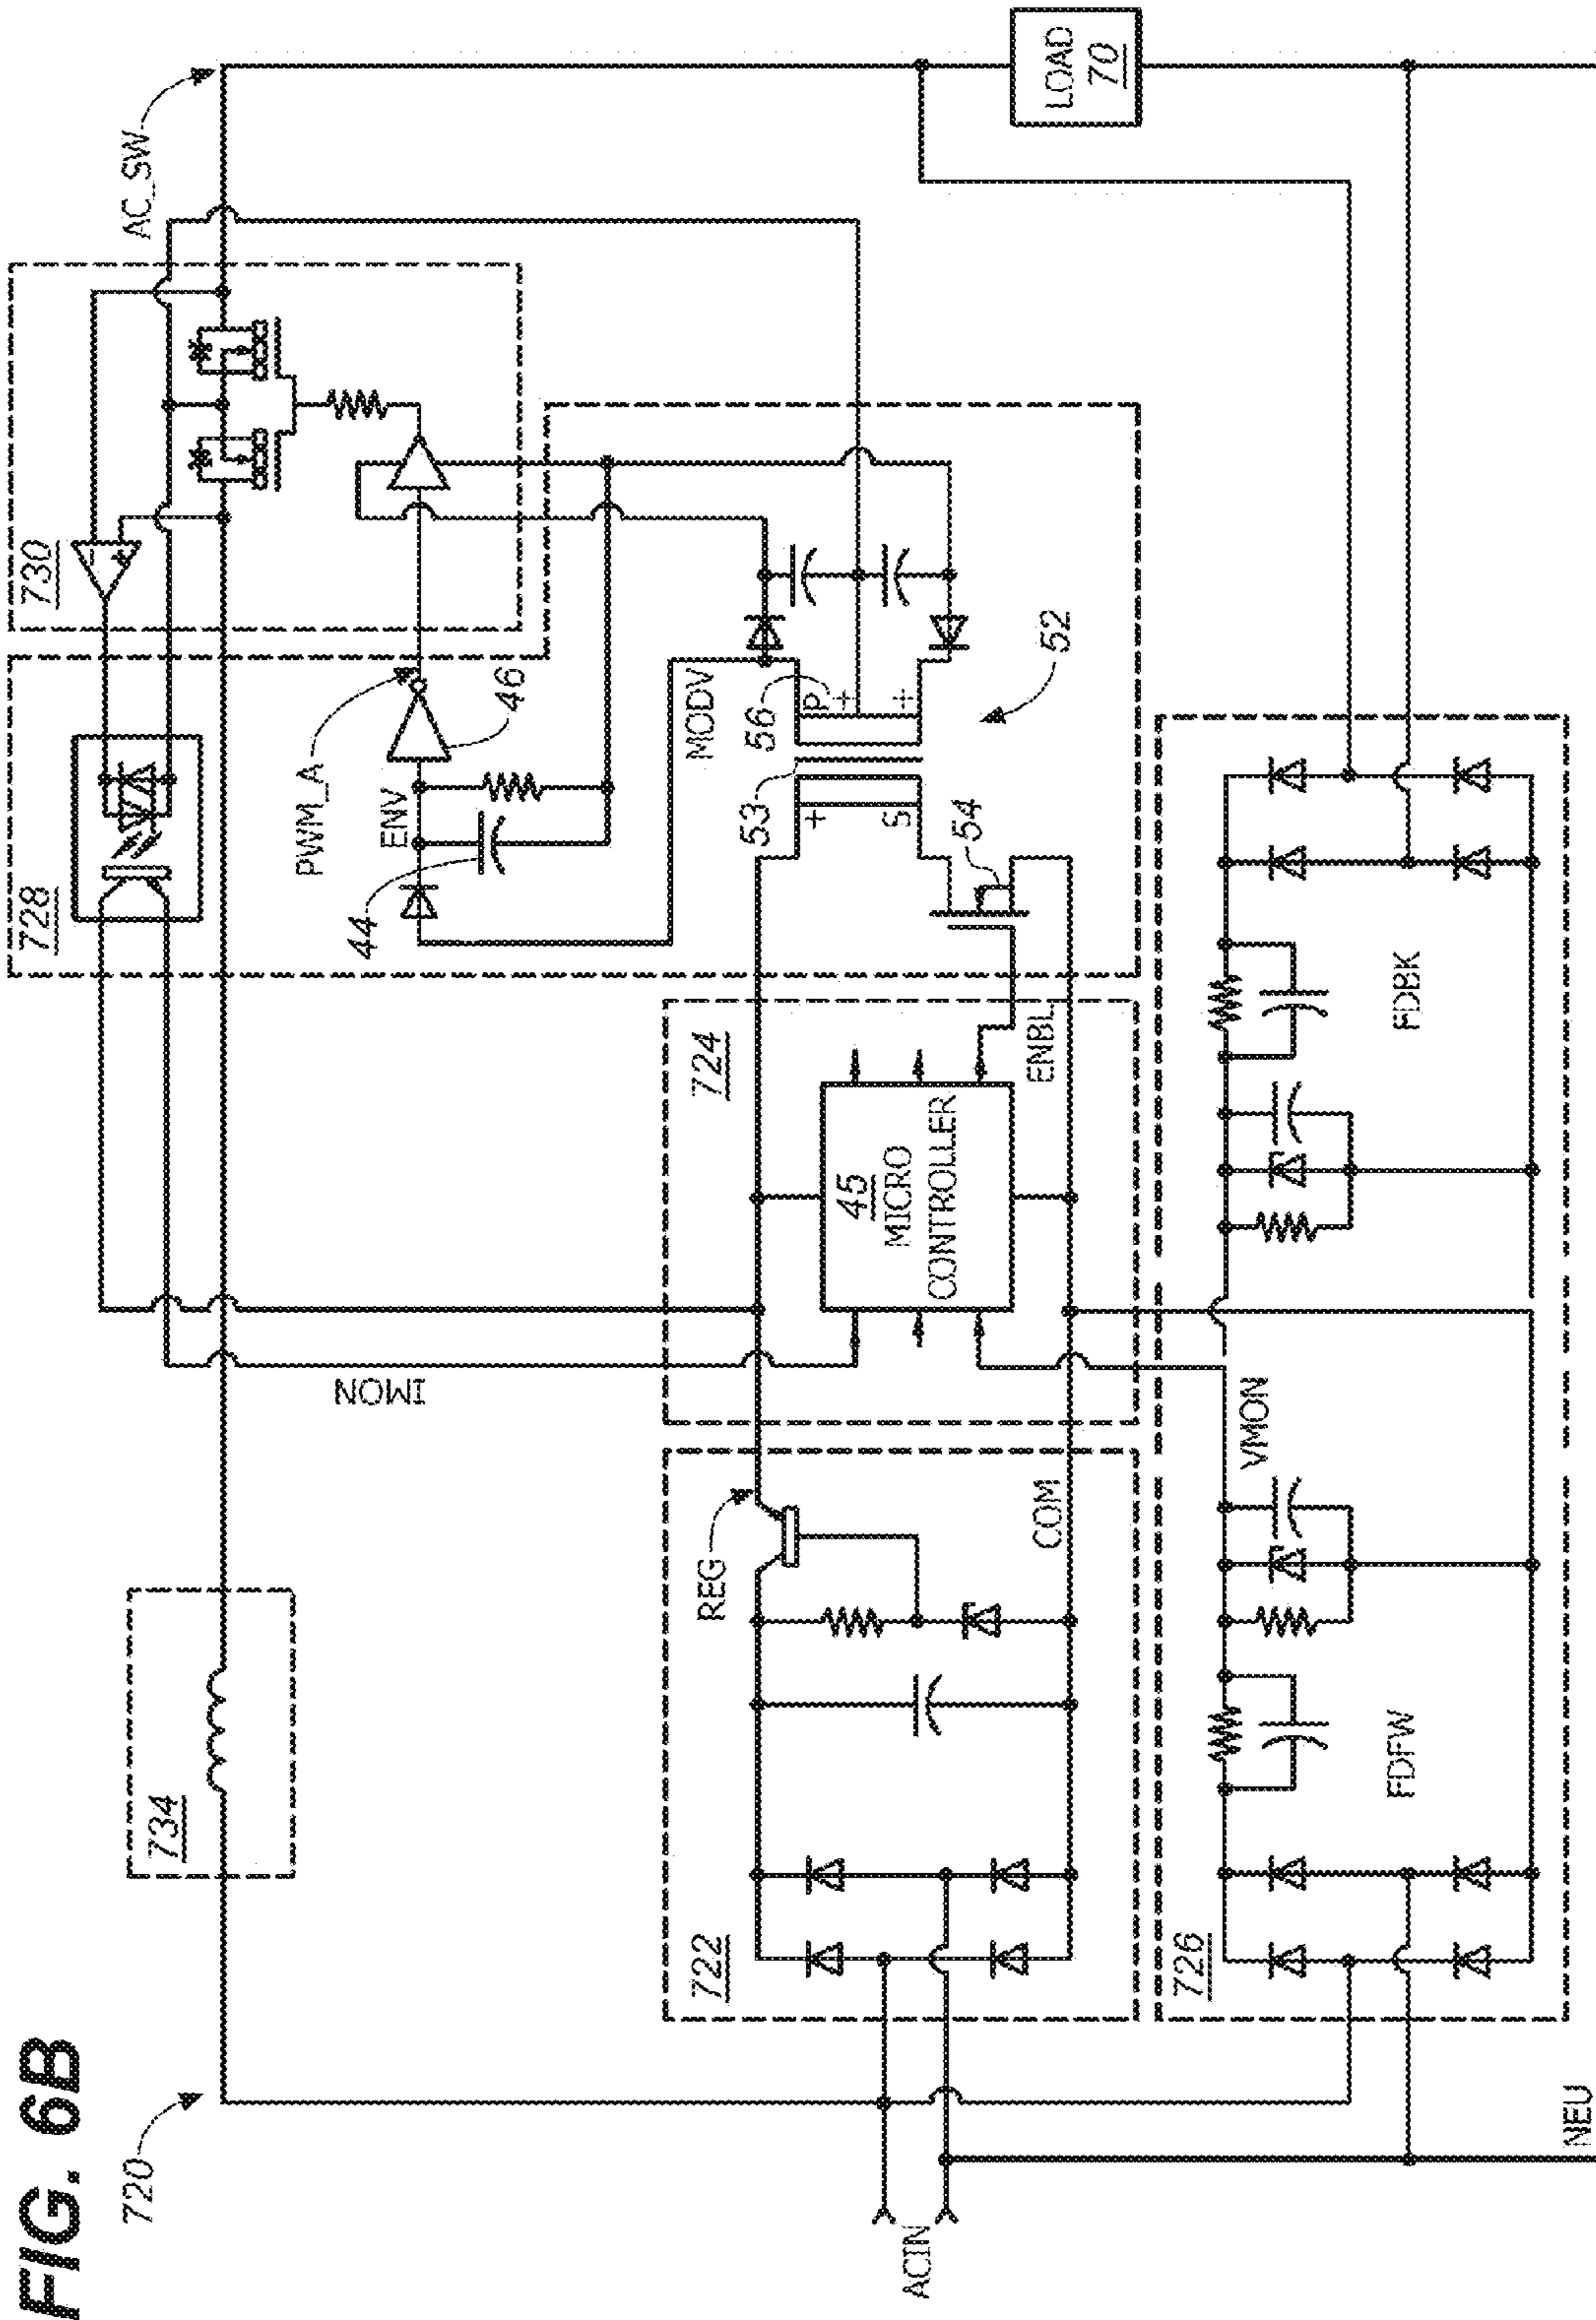 FIG. 6B
720
734
IMON
728
730
AC_SW
PWM_A
ENV
44
46
MODV
56
P
+
+
53
+
S
54
52
ACIN
NEU
722
REG
COM
724
45
MICRO
CONTROLLER
ENBL
726
FDFW
VMON
FDBK
LOAD
70